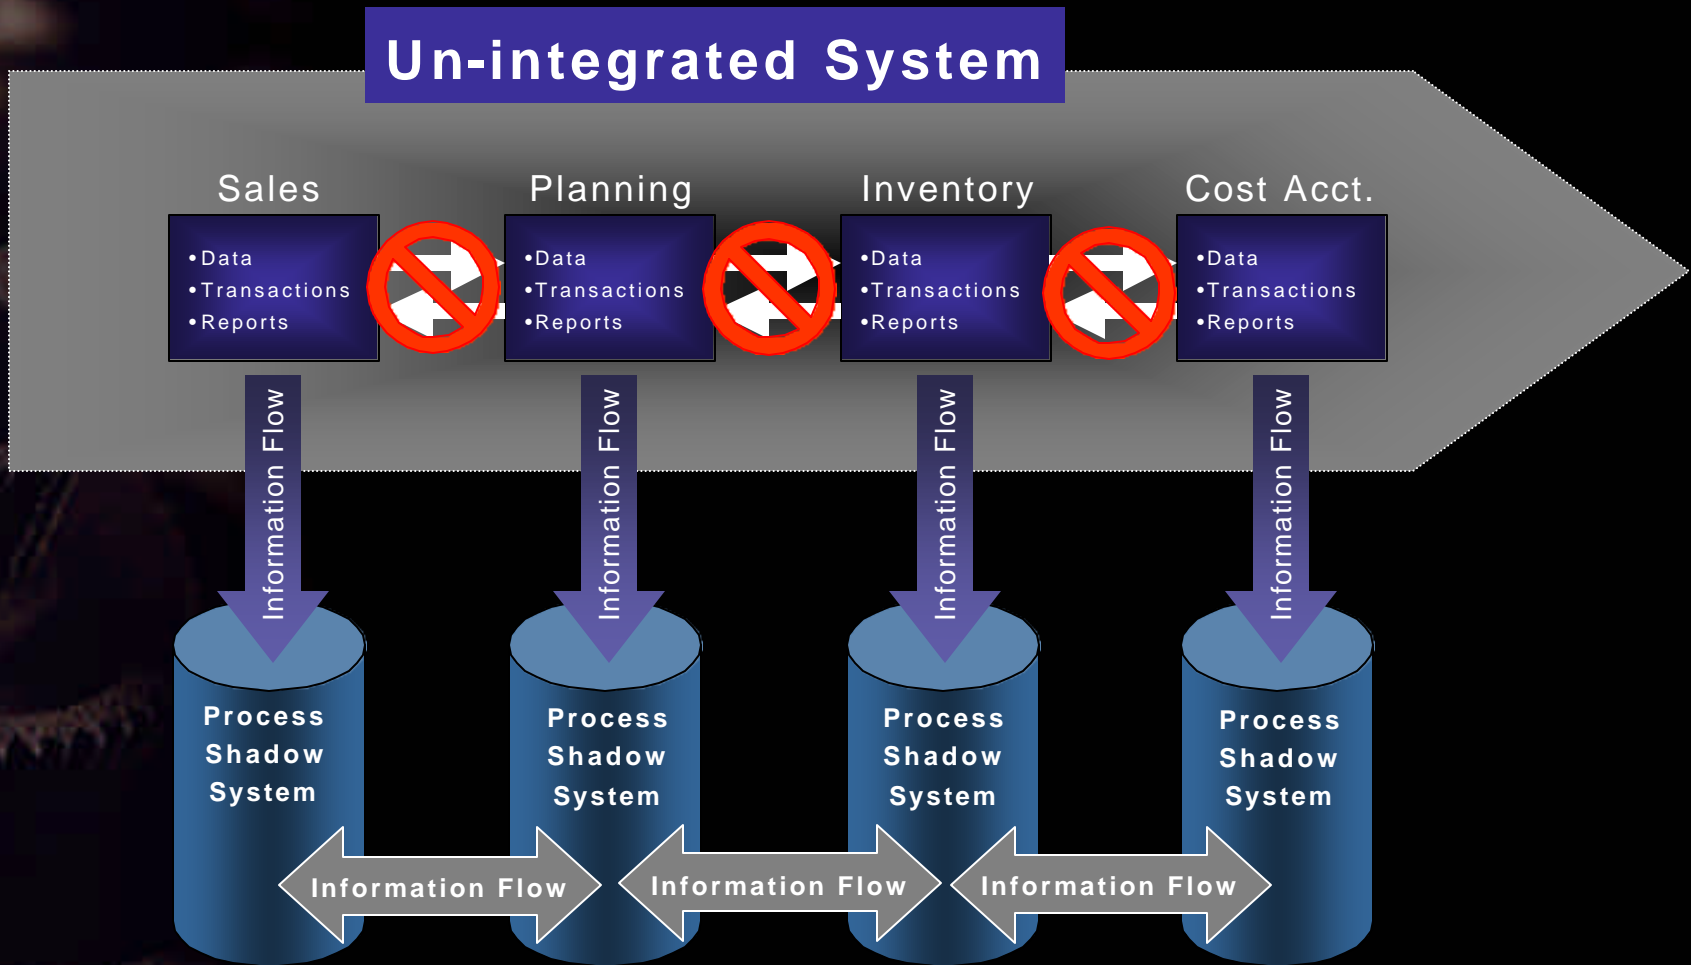 Un-integrated System
Sales
•Data
•Transactions
•Reports
Planning
•Data
•Transactions
•Reports
Inventory
•Data
•Transactions
•Reports
Cost Acct.
•Data
•Transactions
•Reports
Information Flow
Information Flow
Information Flow
Information Flow
Process
Shadow
System
Process
Shadow
System
Process
Shadow
System
Process
Shadow
System
Information Flow
Information Flow
Information Flow